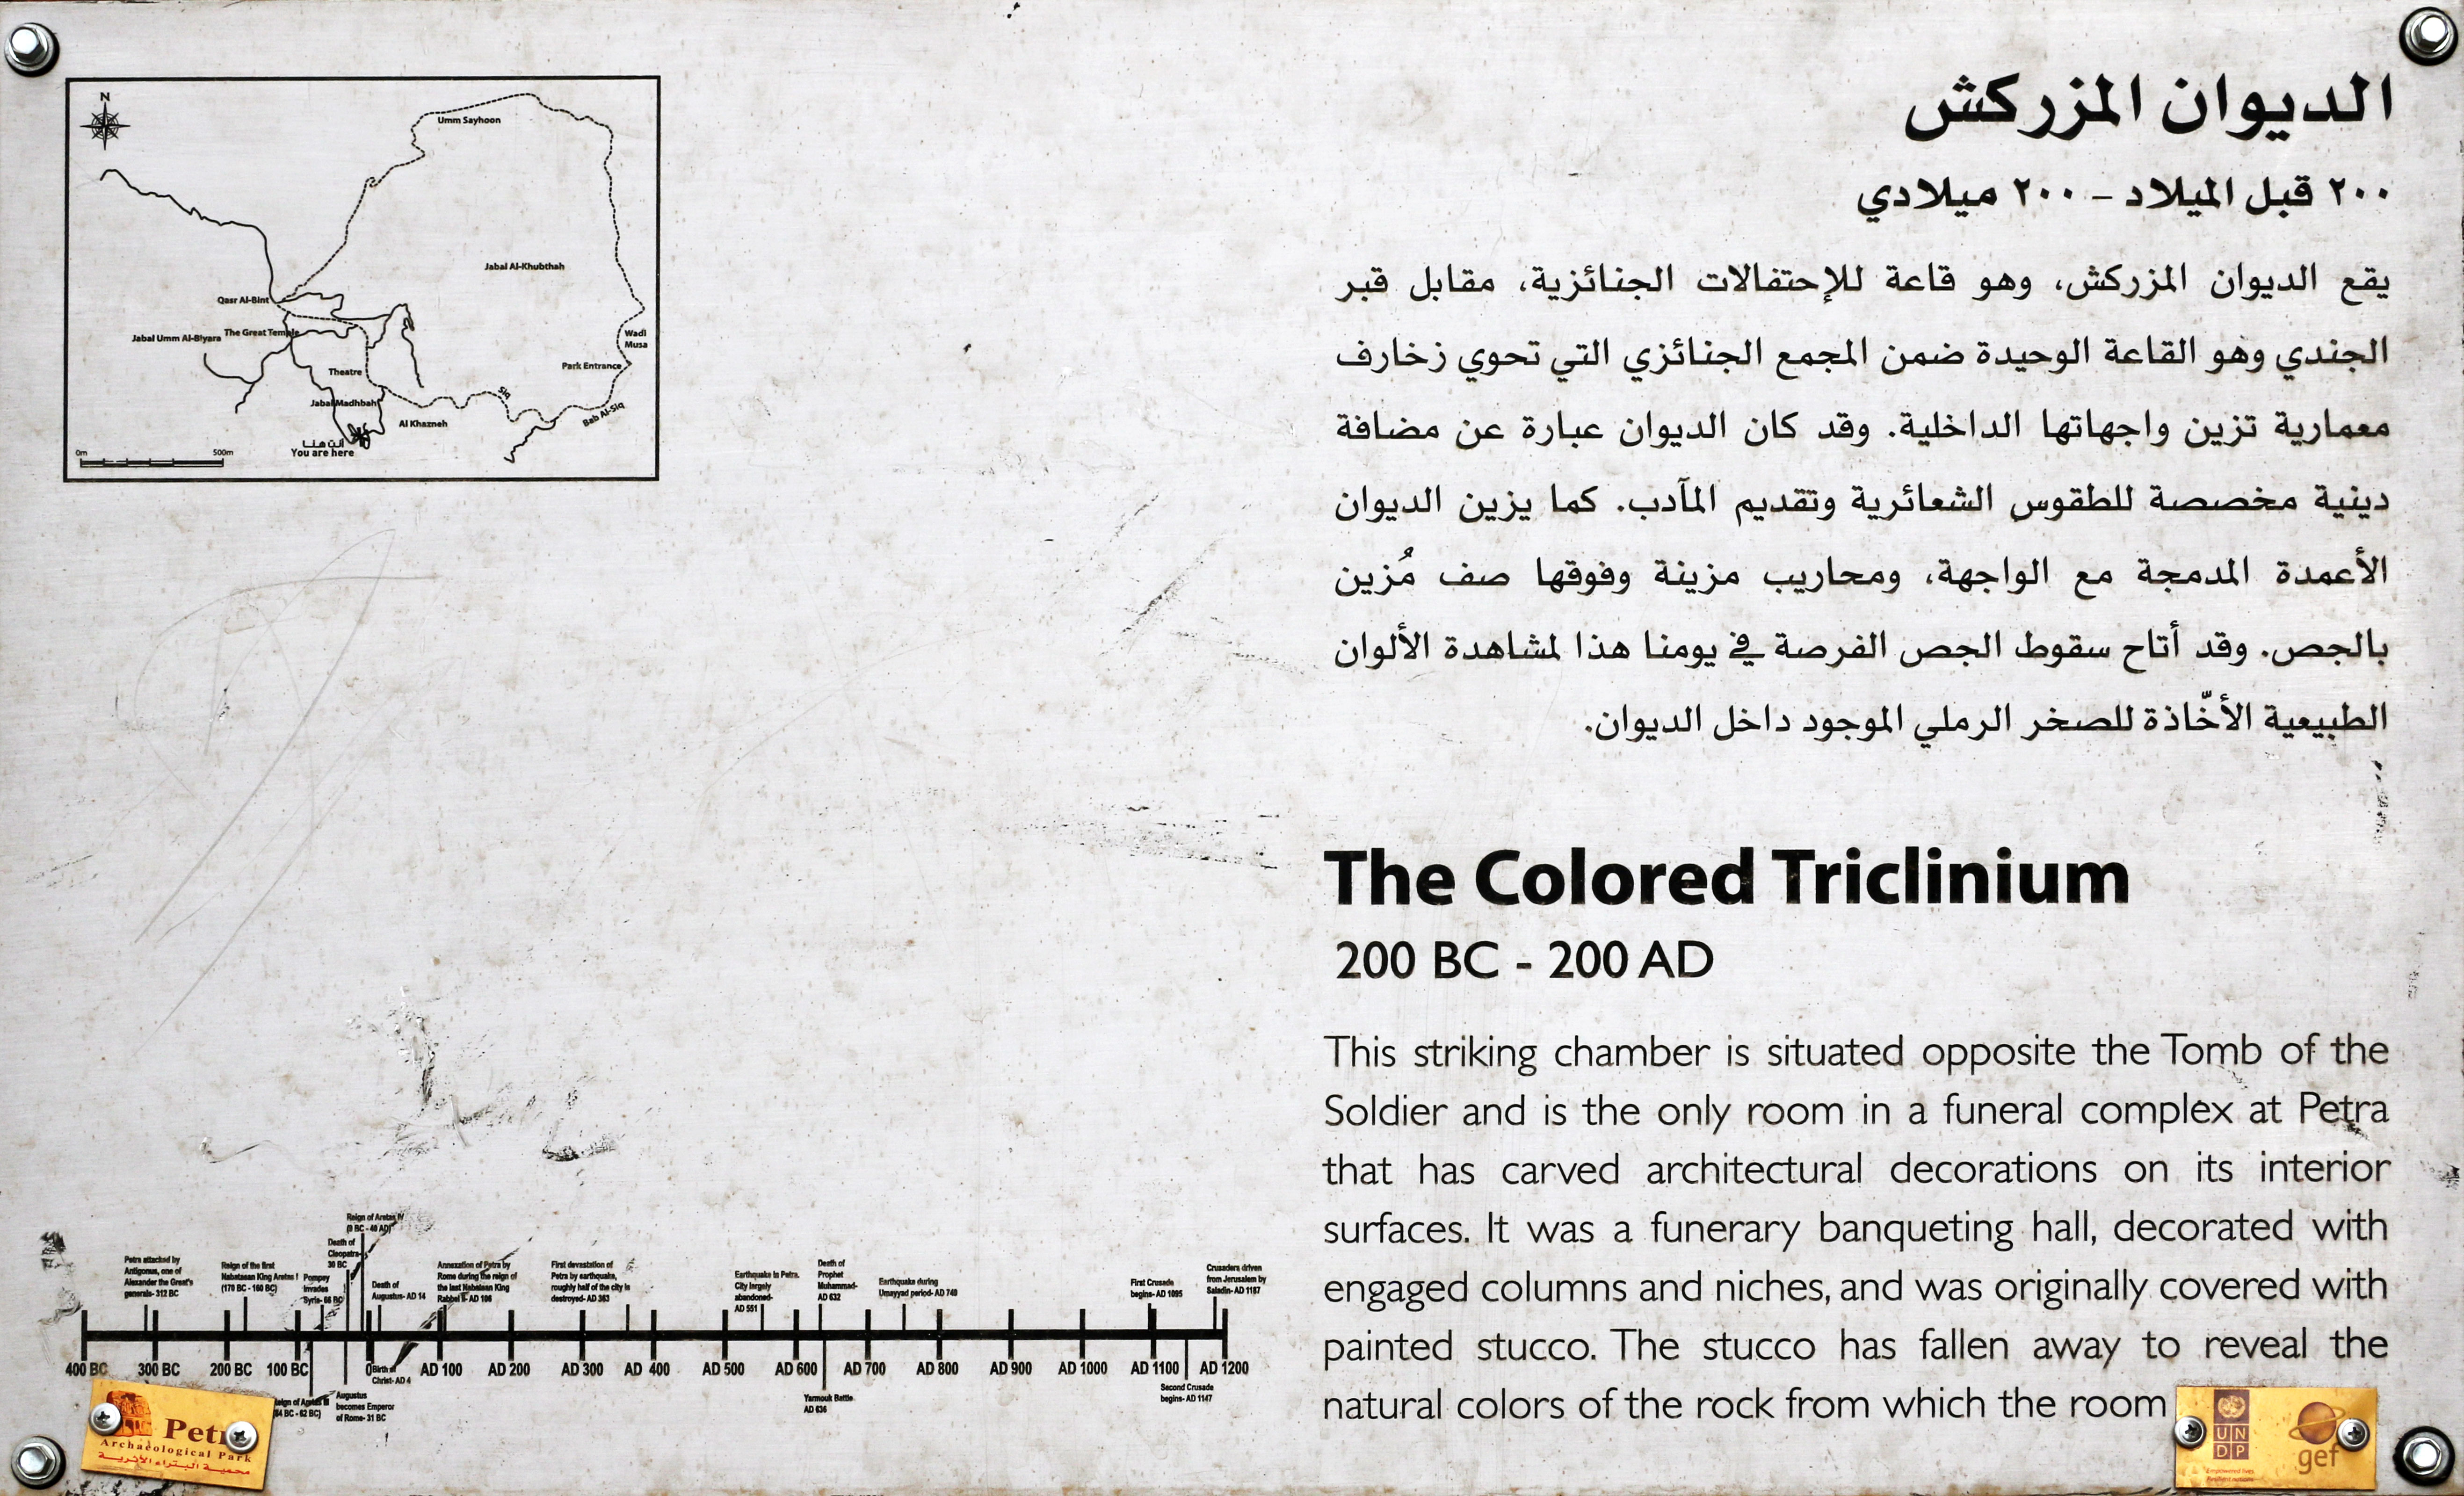 الديوان المزركش
٢٠٠ قبل الميلاد - ٢٠٠ ميلادي
يقع الديوان المزركش، وهو قاعة للإحتفالات الجنائزية، مقابل قبر
الجندي وهو القاعة الوحيدة ضمن المجمع الجنائزي التي تحوي زخارف
معمارية تزين واجهاتها الداخلية. وقد كان الديوان عبارة عن مضافة
دينية مخصصة للطقوس الشعائرية وتقديم المآدب. كما يزين الديوان
الأعمدة المدمجة مع الواجهة، ومحاريب مزينة وفوقها صف مُزين
بالجص. وقد أتاح سقوط الجص الفرصة في يومنا هذا لمشاهدة الألوان
الطبيعية الأخّاذة للصخر الرملي الموجود داخل الديوان.
The Colored Triclinium
200 BC - 200 AD
This striking chamber is situated opposite the Tomb of the
Soldier and is the only room in a funeral complex at Petra
that has carved architectural decorations on its interior
surfaces. It was a funerary banqueting hall, decorated with
engaged columns and niches, and was originally covered with
painted stucco. The stucco has fallen away to reveal the
natural colors of the rock from which the room
N
Umm Sayhoon
Jabal Al-Khubthah
Qasr Al-Bint
The Great Temple
Jabal Umm Al-Biyara
Wadi
Musa
Park Entrance
Theatre
Jabal Madhbah
Siq
Bab Al-Siq
Al Khazneh
أنت هنا
You are here
0m
500m
Petra attached by
Antigonus, one of
Alexander the Great's
generals- 312 BC
Reign of the first
Nabataean King Aretas I
(170 BC - 160 BC)
Pompey
invades
Syria- 66 BC
Death of
Cleopatra-
30 BC
Reign of Aretas IV
(9 BC - 40 AD)
Death of
Augustus- AD 14
Annexation of Petra by
Rome during the reign of
the last Nabataean King
Rabbel II- AD 106
First devastation of
Petra by earthquake,
roughly half of the city is
destroyed- AD 363
Earthquake in Petra.
City largely
abandoned-
AD 551
Death of
Prophet
Muhammad-
AD 632
Earthquake during
Umayyad period- AD 749
First Crusade
begins- AD 1095
Crusaders driven
from Jerusalem by
Saladin- AD 1187
400 BC 300 BC 200 BC 100 BC 0 AD 100 AD 200 AD 300 AD 400 AD 500 AD 600 AD 700 AD 800 AD 900 AD 1000 AD 1100 AD 1200
Birth of
Christ- AD 4
Augustus
becomes Emperor
of Rome- 31 BC
Yarmouk Battle-
AD 636
Second Crusade
begins- AD 1147
Petra
Archaeological Park
محمية البتراء الأثرية
UN
DP
Empowered lives.
Resilient nations.
gef